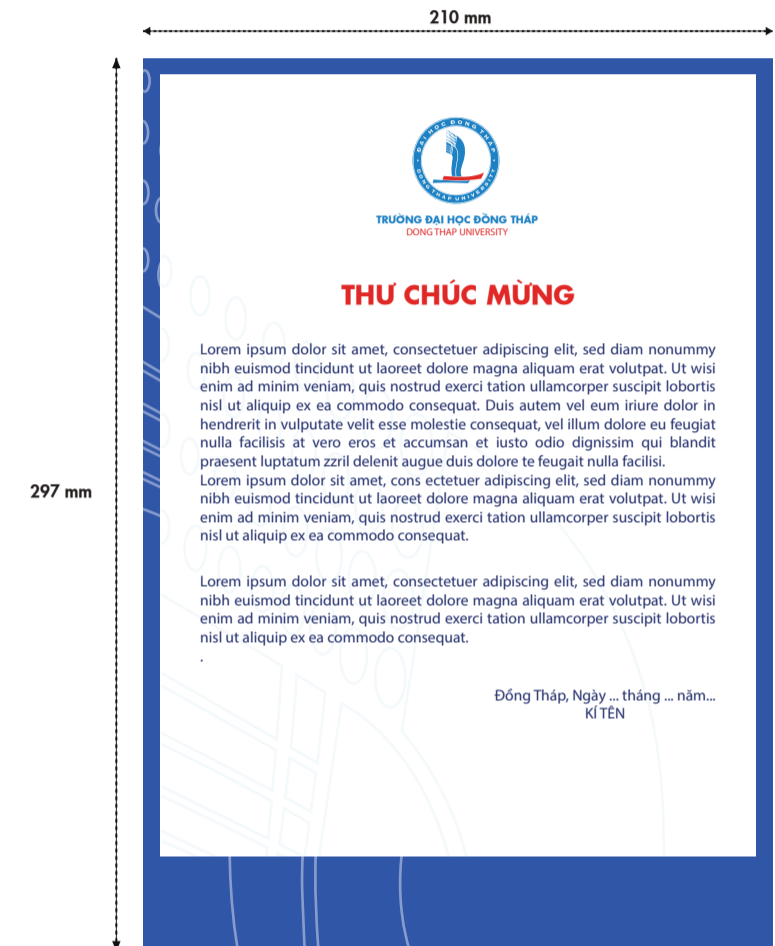 210 mm
ĐẠI HỌC ĐỒNG THÁP
DONG THAP UNIVERSITY
TRƯỜNG ĐẠI HỌC ĐỒNG THÁP
DONG THAP UNIVERSITY
THƯ CHÚC MỪNG
Lorem ipsum dolor sit amet, consectetuer adipiscing elit, sed diam nonummy
nibh euismod tincidunt ut laoreet dolore magna aliquam erat volutpat. Ut wisi
enim ad minim veniam, quis nostrud exerci tation ullamcorper suscipit lobortis
nisl ut aliquip ex ea commodo consequat. Duis autem vel eum iriure dolor in
hendrerit in vulputate velit esse molestie consequat, vel illum dolore eu feugiat
nulla facilisis at vero eros et accumsan et iusto odio dignissim qui blandit
praesent luptatum zzril delenit augue duis dolore te feugait nulla facilisi.
Lorem ipsum dolor sit amet, cons ectetuer adipiscing elit, sed diam nonummy
nibh euismod tincidunt ut laoreet dolore magna aliquam erat volutpat. Ut wisi
enim ad minim veniam, quis nostrud exerci tation ullamcorper suscipit lobortis
nisl ut aliquip ex ea commodo consequat.
Lorem ipsum dolor sit amet, consectetuer adipiscing elit, sed diam nonummy
nibh euismod tincidunt ut laoreet dolore magna aliquam erat volutpat. Ut wisi
enim ad minim veniam, quis nostrud exerci tation ullamcorper suscipit lobortis
nisl ut aliquip ex ea commodo consequat.
.
297 mm
Đồng Tháp, Ngày ... tháng ... năm...
KÍ TÊN